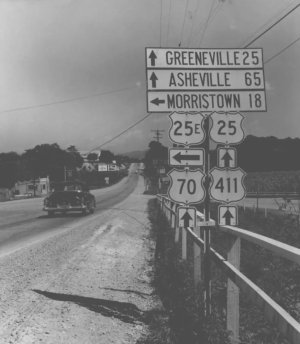 GREENEVILLE 25
ASHEVILLE 65
MORRISTOWN 18
25E 25
70 411